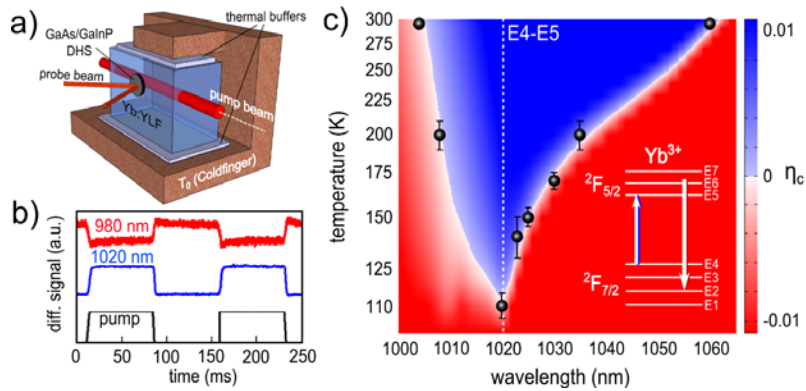 a)
thermal buffers
GaAs/GaInP
DHS
probe beam
pump beam
Yb:YLF
T₀ (Coldfinger)
b)
980 nm
1020 nm
pump
diff. signal (a.u.)
0 50 100 150 200 250
time (ms)
c)
300
275
250
225
200
175
150
125
110
temperature (K)
E4-E5
Yb³⁺
E7
E6
E5
²F₅/₂
E4
E3
²F₇/₂
E2
E1
1000 1010 1020 1030 1040 1050 1060
wavelength (nm)
0.01
0
-0.01
η_c